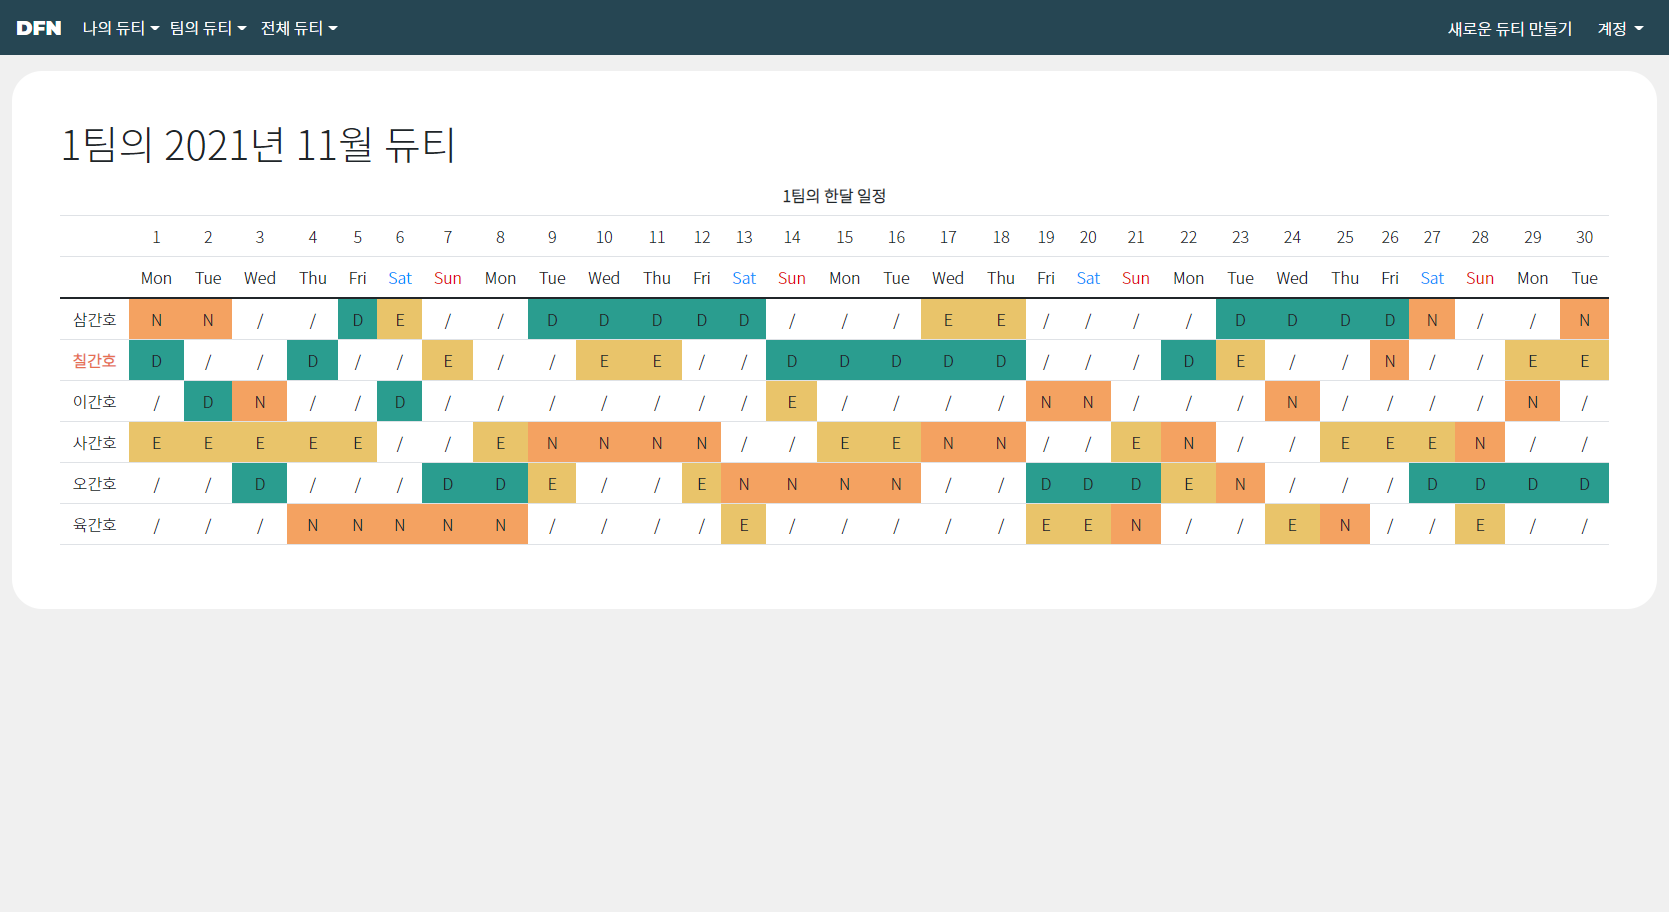 DFN 나의 듀티 팀의 듀티 전체 듀티 새로운 듀티 만들기 계정
1팀의 2021년 11월 듀티
1팀의 한달 일정
1 2 3 4 5 6 7 8 9 10 11 12 13 14 15 16 17 18 19 20 21 22 23 24 25 26 27 28 29 30
Mon Tue Wed Thu Fri Sat Sun Mon Tue Wed Thu Fri Sat Sun Mon Tue Wed Thu Fri Sat Sun Mon Tue Wed Thu Fri Sat Sun Mon Tue
삼간호 N N / / D E / / D D D D D / / / E E / / / / D D D D N / / N
칠간호 D / / D / / E / / E E / / D D D D D / / / D E / / N / / E E
이간호 / D N / / D / / / / / / / E / / / / N N / / / N / / / / N /
사간호 E E E E E / / E N N N N / / E E N N / / E N / / E E E N / /
오간호 / / D / / / D D E / / E N N N N / / D D D E N / / / D D D D
육간호 / / / N N N N N / / / / E / / / / / E E N / / E N / / E / /